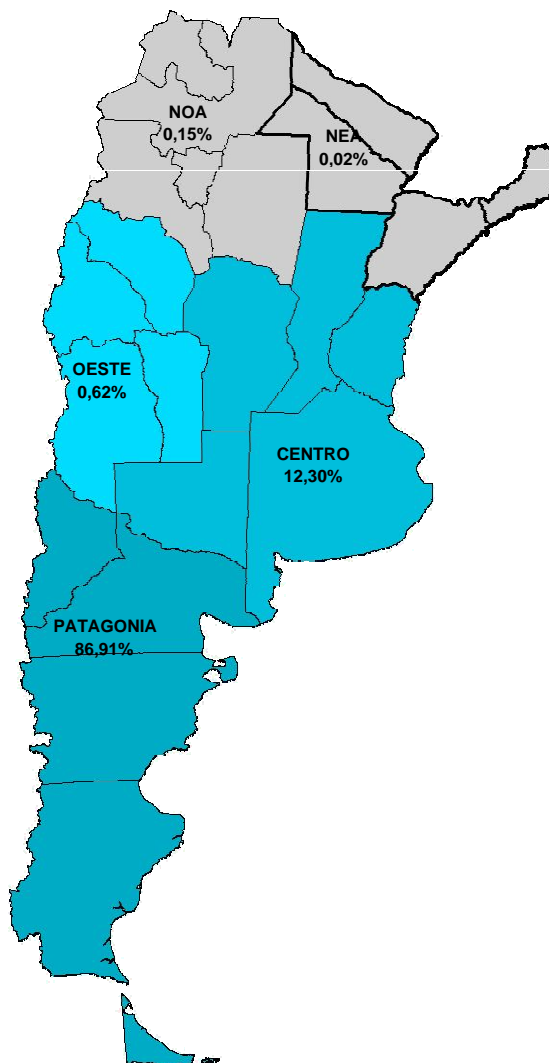 NOA
0,15%
NEA
0,02%
OESTE
0,62%
CENTRO
12,30%
PATAGONIA
86,91%